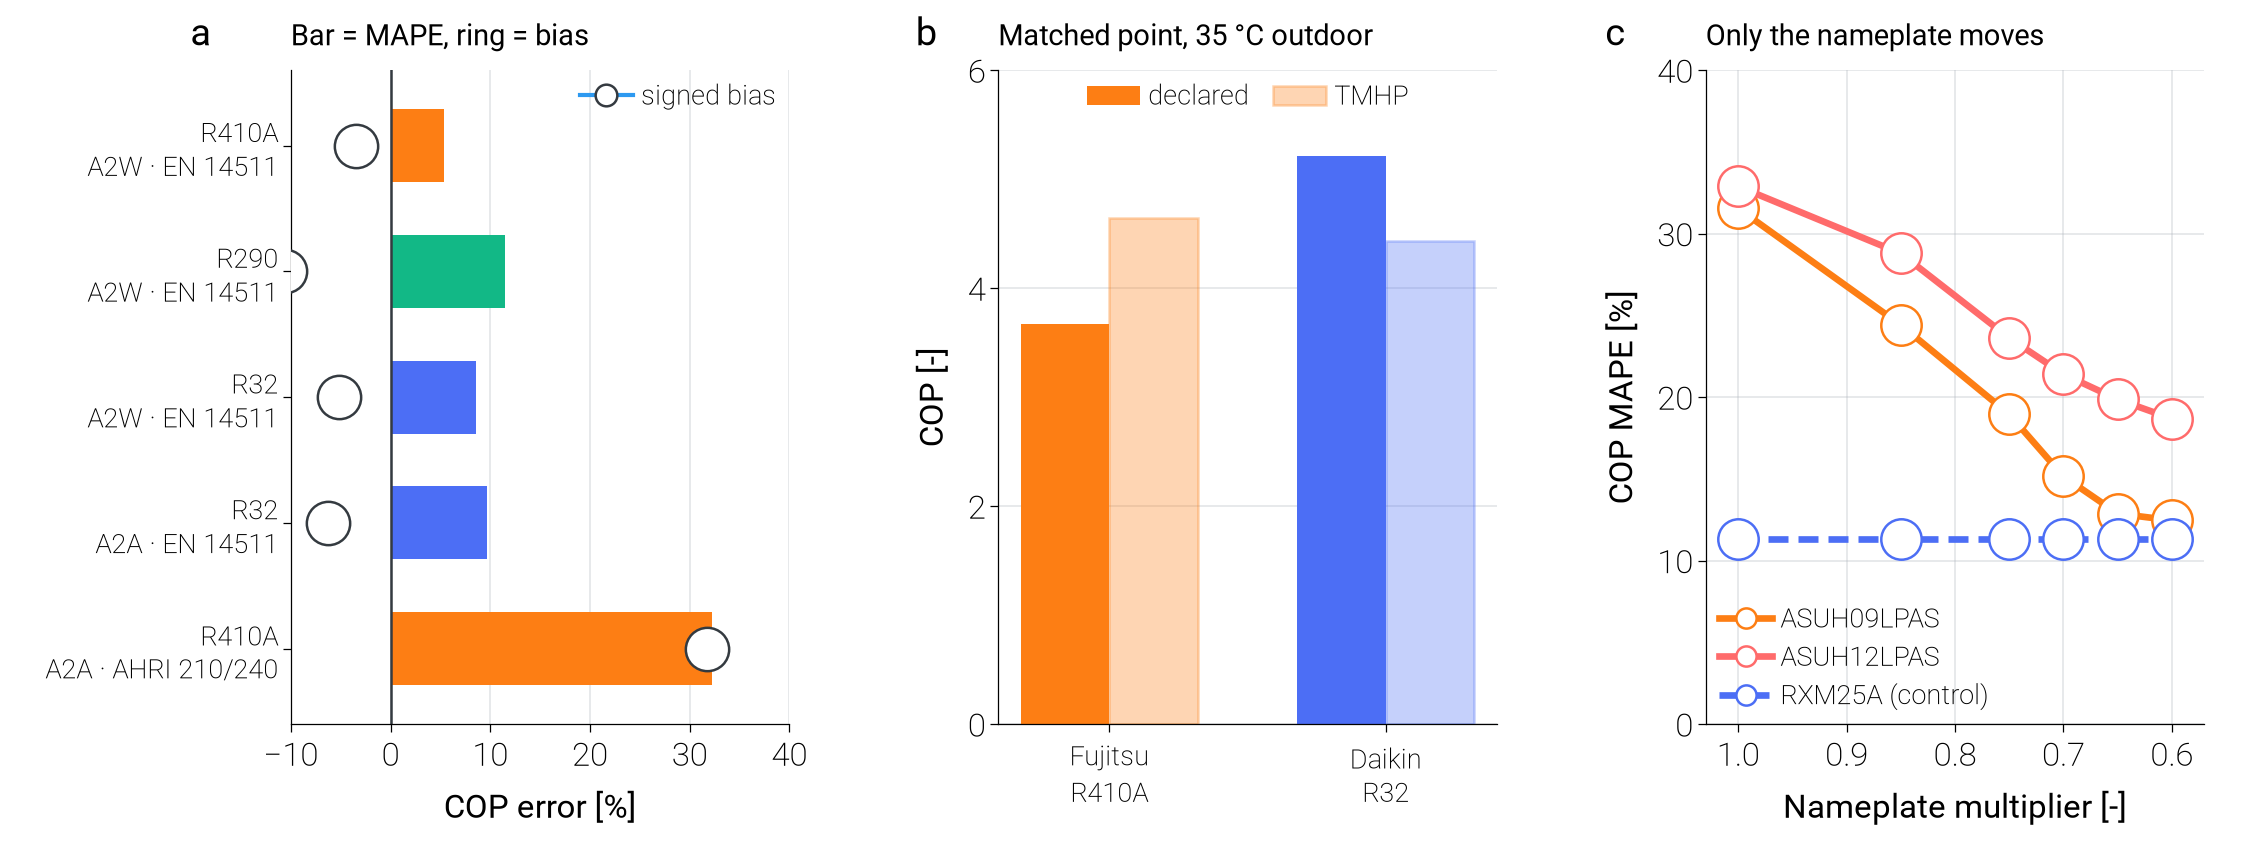 a
Bar = MAPE, ring = bias
signed bias
R410A
A2W · EN 14511
R290
A2W · EN 14511
R32
A2W · EN 14511
R32
A2A · EN 14511
R410A
A2A · AHRI 210/240
−10 0 10 20 30 40
COP error [%]
b
Matched point, 35 °C outdoor
declared TMHP
6
4
2
0
COP [-]
Fujitsu
R410A
Daikin
R32
c
Only the nameplate moves
40
30
20
10
0
COP MAPE [%]
ASUH09LPAS
ASUH12LPAS
RXM25A (control)
1.0 0.9 0.8 0.7 0.6
Nameplate multiplier [-]